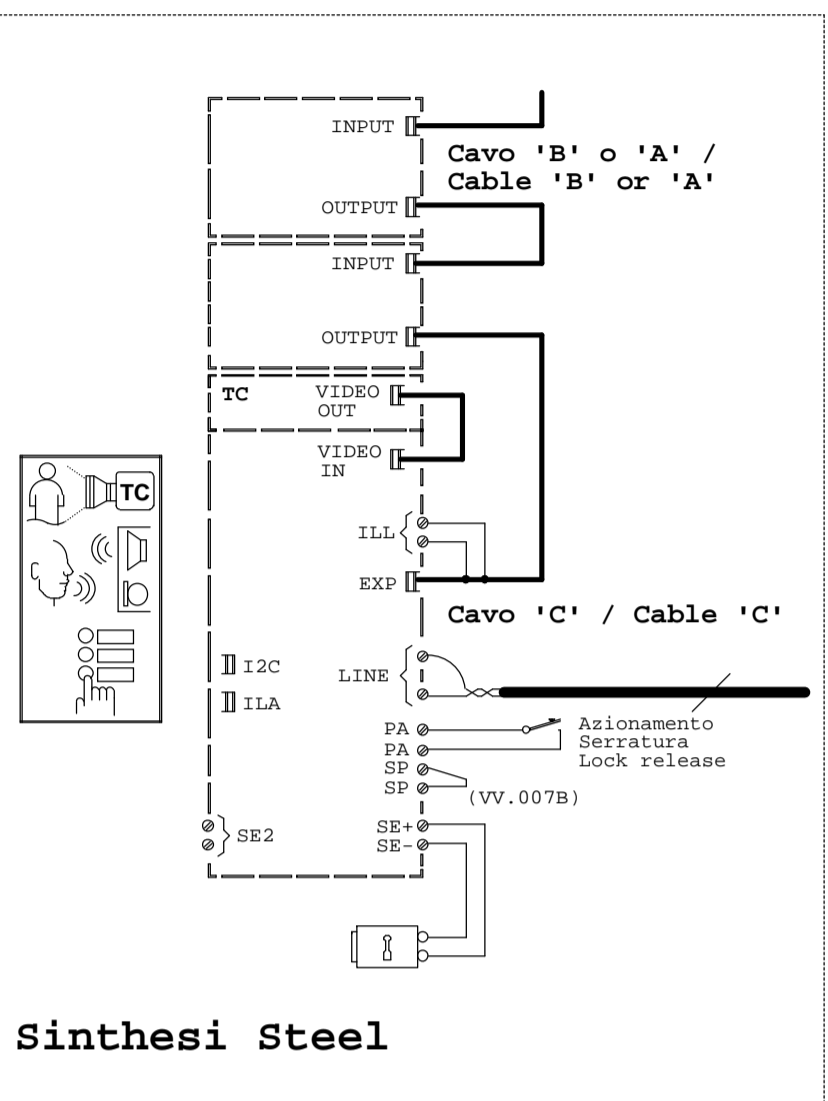 INPUT
Cavo 'B' o 'A' /
Cable 'B' or 'A'
OUTPUT
INPUT
OUTPUT
TC
VIDEO
OUT
VIDEO
IN
TC
ILL
EXP
Cavo 'C' / Cable 'C'
I2C
LINE
ILA
PA
Azionamento
Serratura
Lock release
PA
SP
SP
(VV.007B)
SE2
SE+
SE-
Sinthesi Steel